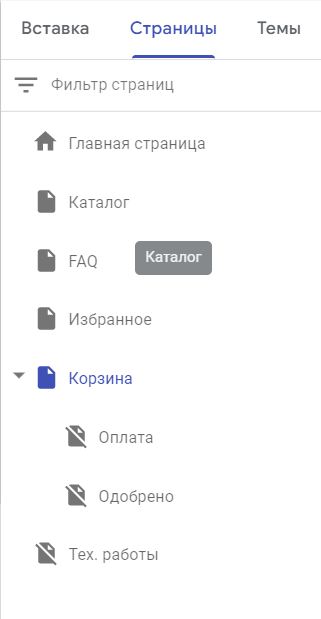 Вставка Страницы Темы
Фильтр страниц
Главная страница
Каталог
FAQ
Каталог
Избранное
Корзина
Оплата
Одобрено
Тех. работы